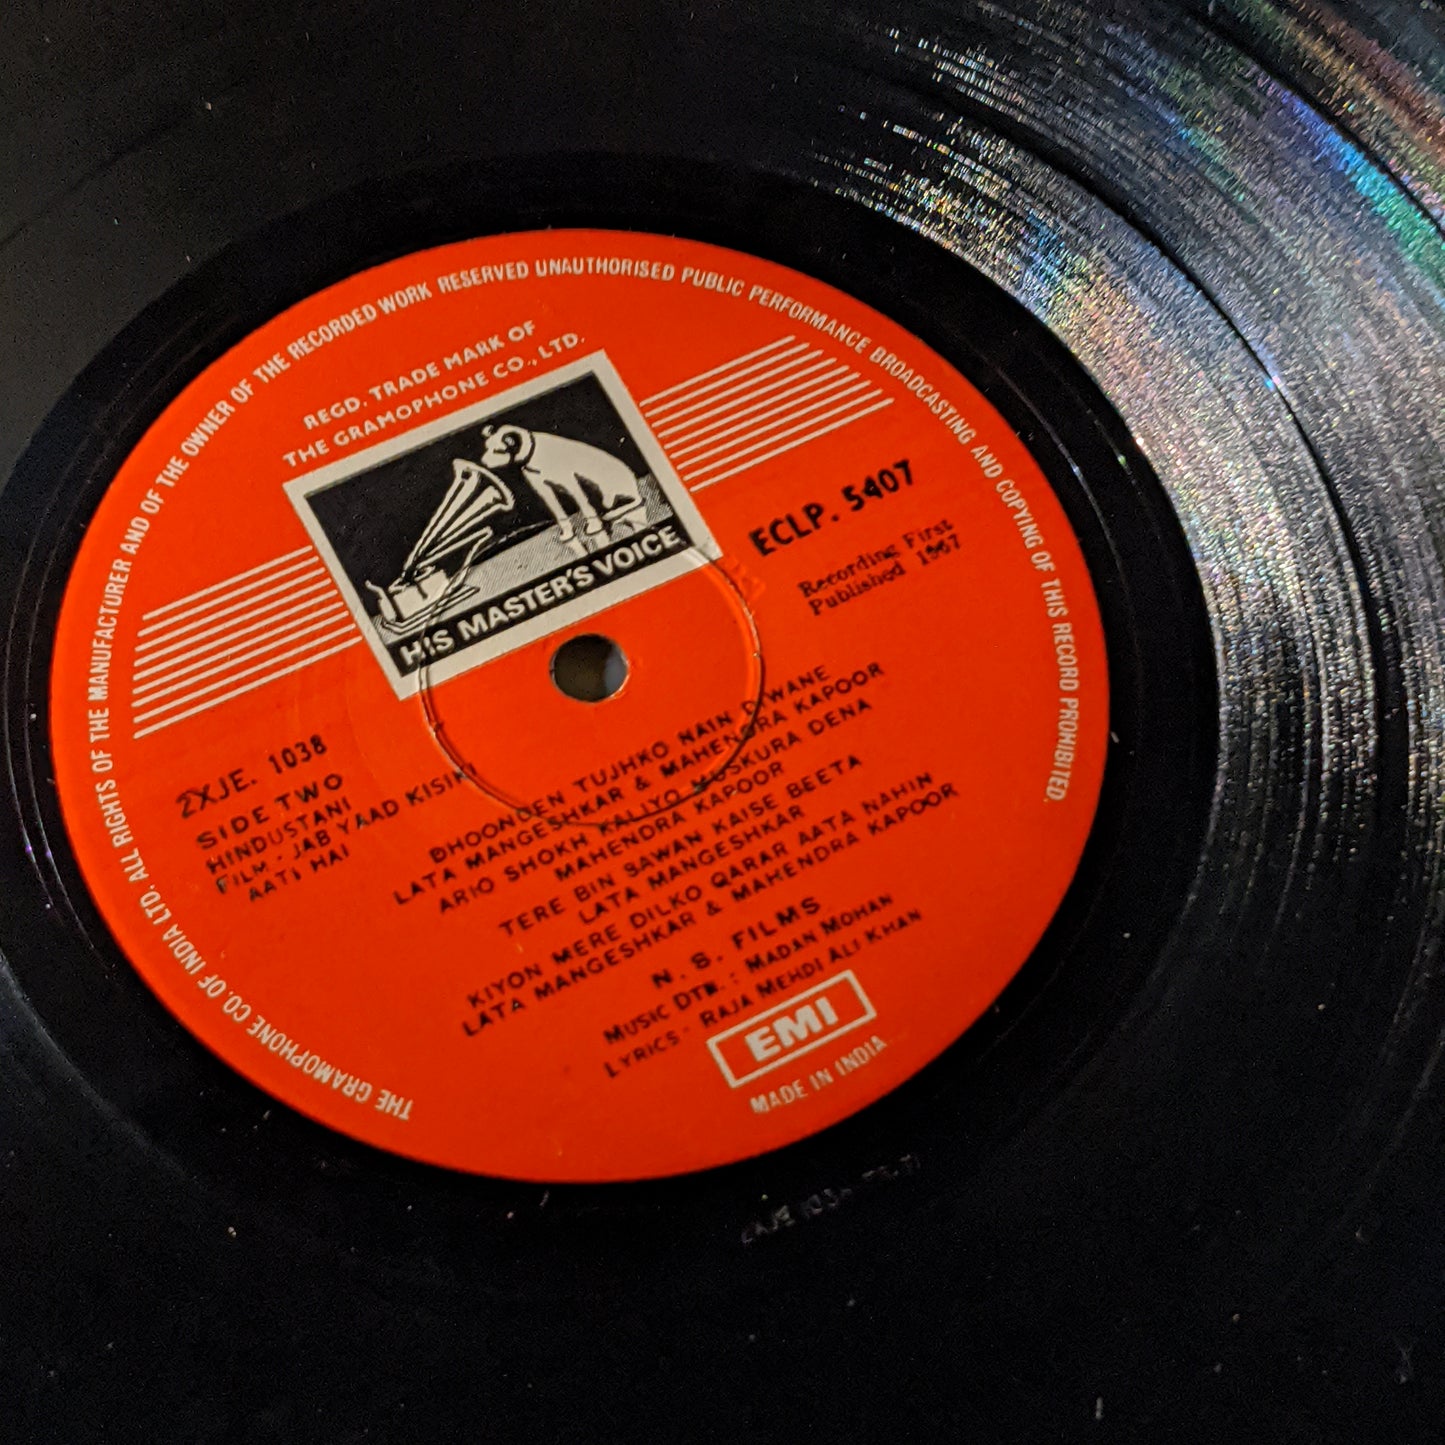 THE GRAMOPHONE CO. OF INDIA LTD. ALL RIGHTS OF THE MANUFACTURER AND OF THE OWNER OF THE RECORDED WORK RESERVED UNAUTHORISED PUBLIC PERFORMANCE BROADCASTING AND COPYING OF THIS RECORD PROHIBITED.
REGD. TRADE MARK OF
THE GRAMOPHONE CO., LTD.
HIS MASTER'S VOICE
ECLP. 5407
Recording First
Published 1967
2XJE. 1038
SIDE TWO
HINDUSTANI
FILM - JAB YAAD KISIKI
AATI HAI
DHOONDEN TUJHKO NAIN DIWANE
LATA MANGESHKAR & MAHENDRA KAPOOR
ARIO SHOKH KALIYO MUSKURA DENA
MAHENDRA KAPOOR
TERE BIN SAWAN KAISE BEETA
LATA MANGESHKAR
KIYON MERE DILKO QARAR AATA NAHIN
LATA MANGESHKAR & MAHENDRA KAPOOR
N. S. FILMS
MUSIC DTR.: MADAN MOHAN
LYRICS - RAJA MEHDI ALI KHAN
EMI
MADE IN INDIA